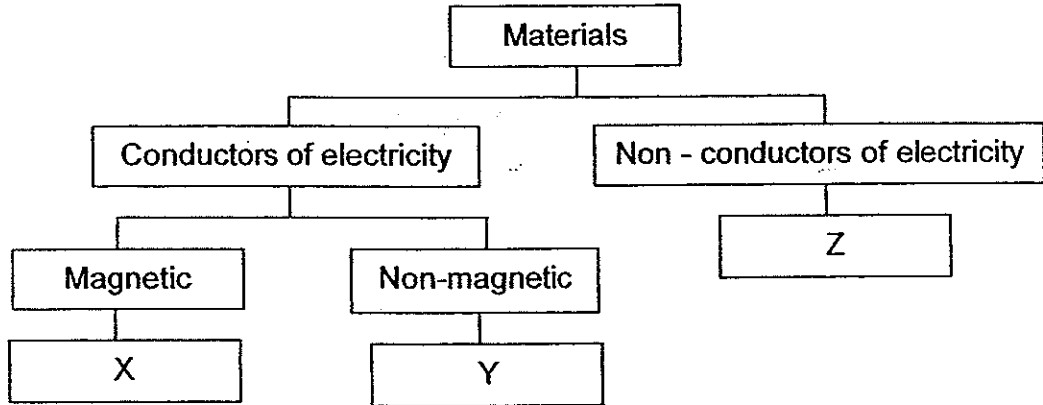 Materials
Conductors of electricity
Non - conductors of electricity
Z
Magnetic
Non-magnetic
X
Y